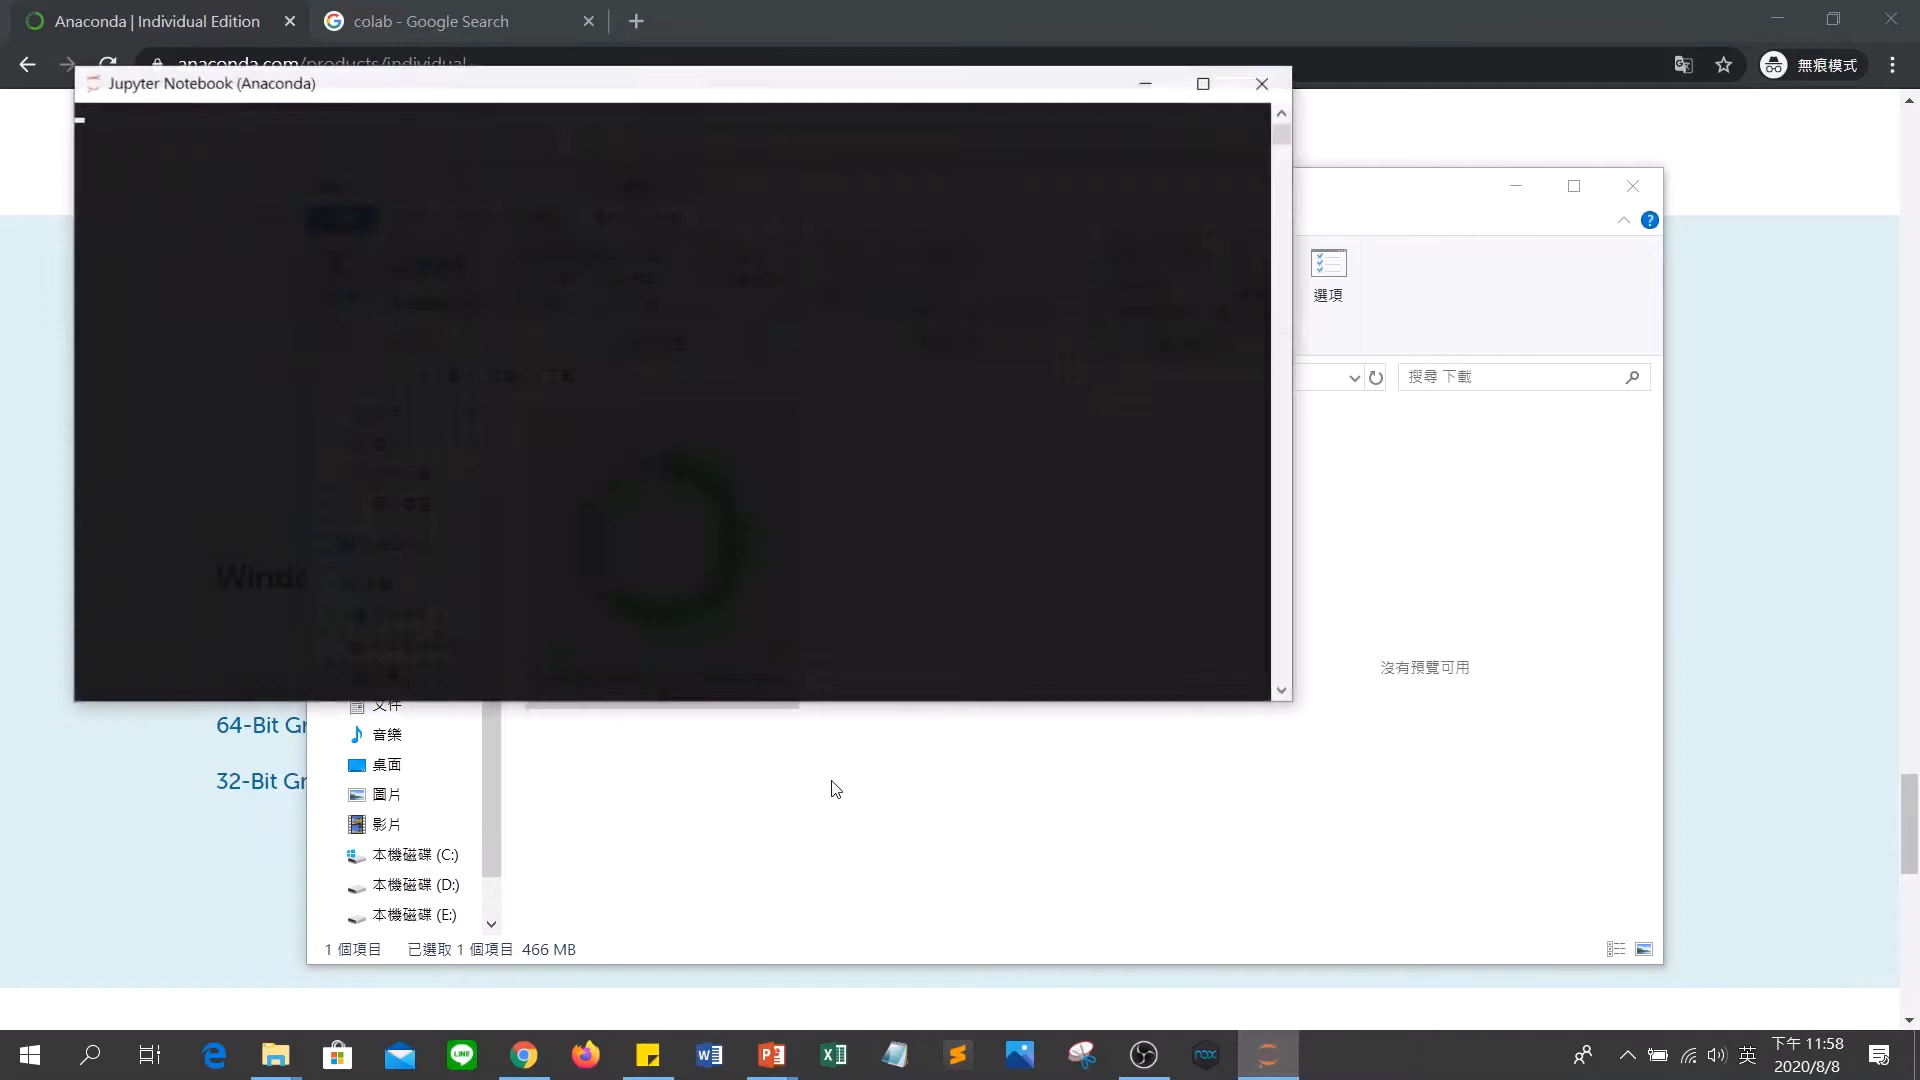 Anaconda | Individual Edition
colab - Google Search
anaconda.com/products/individual
無痕模式
Jupyter Notebook (Anaconda)
選項
搜尋 下載
沒有預覽可用
64-Bit Gr
32-Bit Gr
文件
音樂
桌面
圖片
影片
本機磁碟 (C:)
本機磁碟 (D:)
本機磁碟 (E:)
1 個項目
已選取 1 個項目 466 MB
LINE
nox
英
下午 11:58
2020/8/8